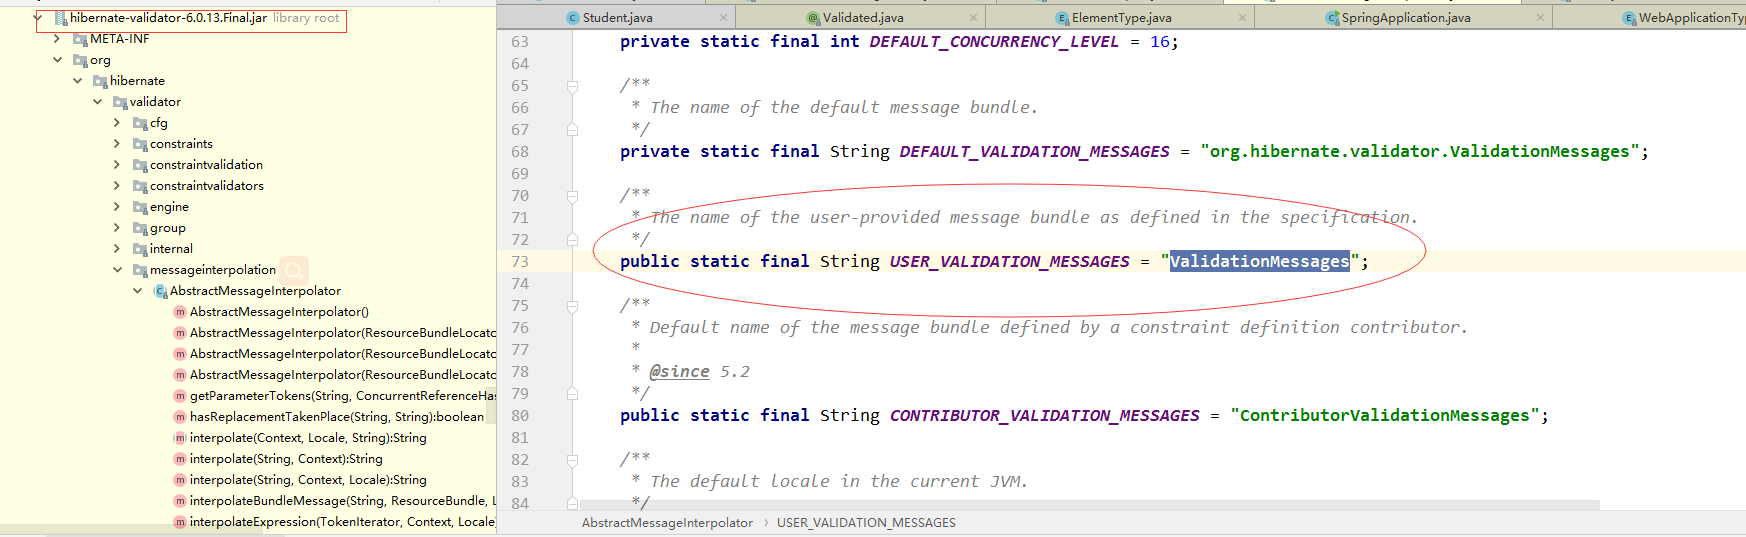 hibernate-validator-6.0.13.Final.jar library root
META-INF
org
hibernate
validator
cfg
constraints
constraintvalidation
constraintvalidators
engine
group
internal
messageinterpolation
AbstractMessageInterpolator
AbstractMessageInterpolator()
AbstractMessageInterpolator(ResourceBundleLocato
AbstractMessageInterpolator(ResourceBundleLocato
AbstractMessageInterpolator(ResourceBundleLocato
getParameterTokens(String, ConcurrentReferenceHas
hasReplacementTakenPlace(String, String):boolean
interpolate(Context, Locale, String):String
interpolate(String, Context):String
interpolate(String, Context, Locale):String
interpolateBundleMessage(String, ResourceBundle, L
interpolateExpression(TokenIterator, Context, Locale)
Student.java Validated.java ElementType.java SpringApplication.java WebApplicationTy
63 private static final int DEFAULT_CONCURRENCY_LEVEL = 16;
64
65 /**
66 * The name of the default message bundle.
67 */
68 private static final String DEFAULT_VALIDATION_MESSAGES = "org.hibernate.validator.ValidationMessages";
69
70 /**
71 * The name of the user-provided message bundle as defined in the specification.
72 */
73 public static final String USER_VALIDATION_MESSAGES = "ValidationMessages";
74
75 /**
76 * Default name of the message bundle defined by a constraint definition contributor.
77 *
78 * @since 5.2
79 */
80 public static final String CONTRIBUTOR_VALIDATION_MESSAGES = "ContributorValidationMessages";
81
82 /**
83 * The default locale in the current JVM.
84 */
AbstractMessageInterpolator › USER_VALIDATION_MESSAGES